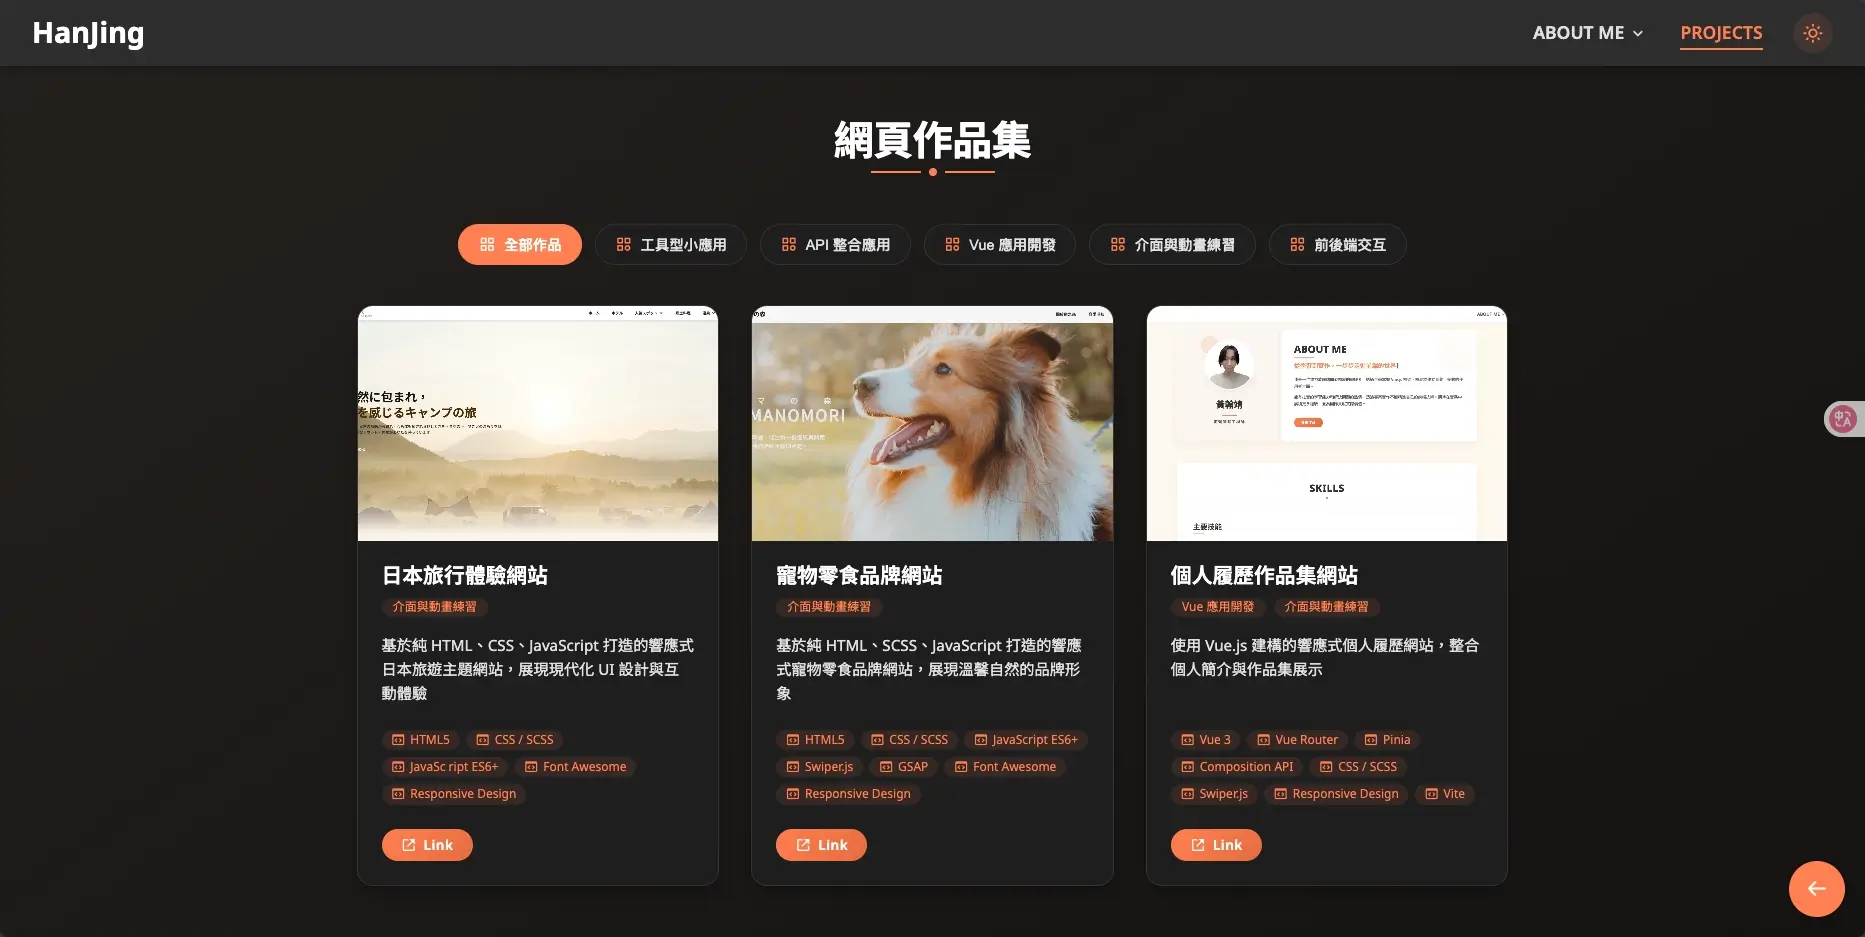 HanJing
ABOUT ME
PROJECTS
網頁作品集
全部作品
工具型小應用
API 整合應用
Vue 應用開發
介面與動畫練習
前後端交互
然に包まれ，
を感じるキャンプの旅
マ の 森
MANOMORI
ABOUT ME
ABOUT ME
黃翰靖
SKILLS
主要技能
日本旅行體驗網站
介面與動畫練習
基於純 HTML、CSS、JavaScript 打造的響應式
日本旅遊主題網站，展現現代化 UI 設計與互
動體驗
HTML5
CSS / SCSS
JavaSc ript ES6+
Font Awesome
Responsive Design
Link
寵物零食品牌網站
介面與動畫練習
基於純 HTML、SCSS、JavaScript 打造的響應
式寵物零食品牌網站，展現溫馨自然的品牌形
象
HTML5
CSS / SCSS
JavaScript ES6+
Swiper.js
GSAP
Font Awesome
Responsive Design
Link
個人履歷作品集網站
Vue 應用開發
介面與動畫練習
使用 Vue.js 建構的響應式個人履歷網站，整合
個人簡介與作品集展示
Vue 3
Vue Router
Pinia
Composition API
CSS / SCSS
Swiper.js
Responsive Design
Vite
Link